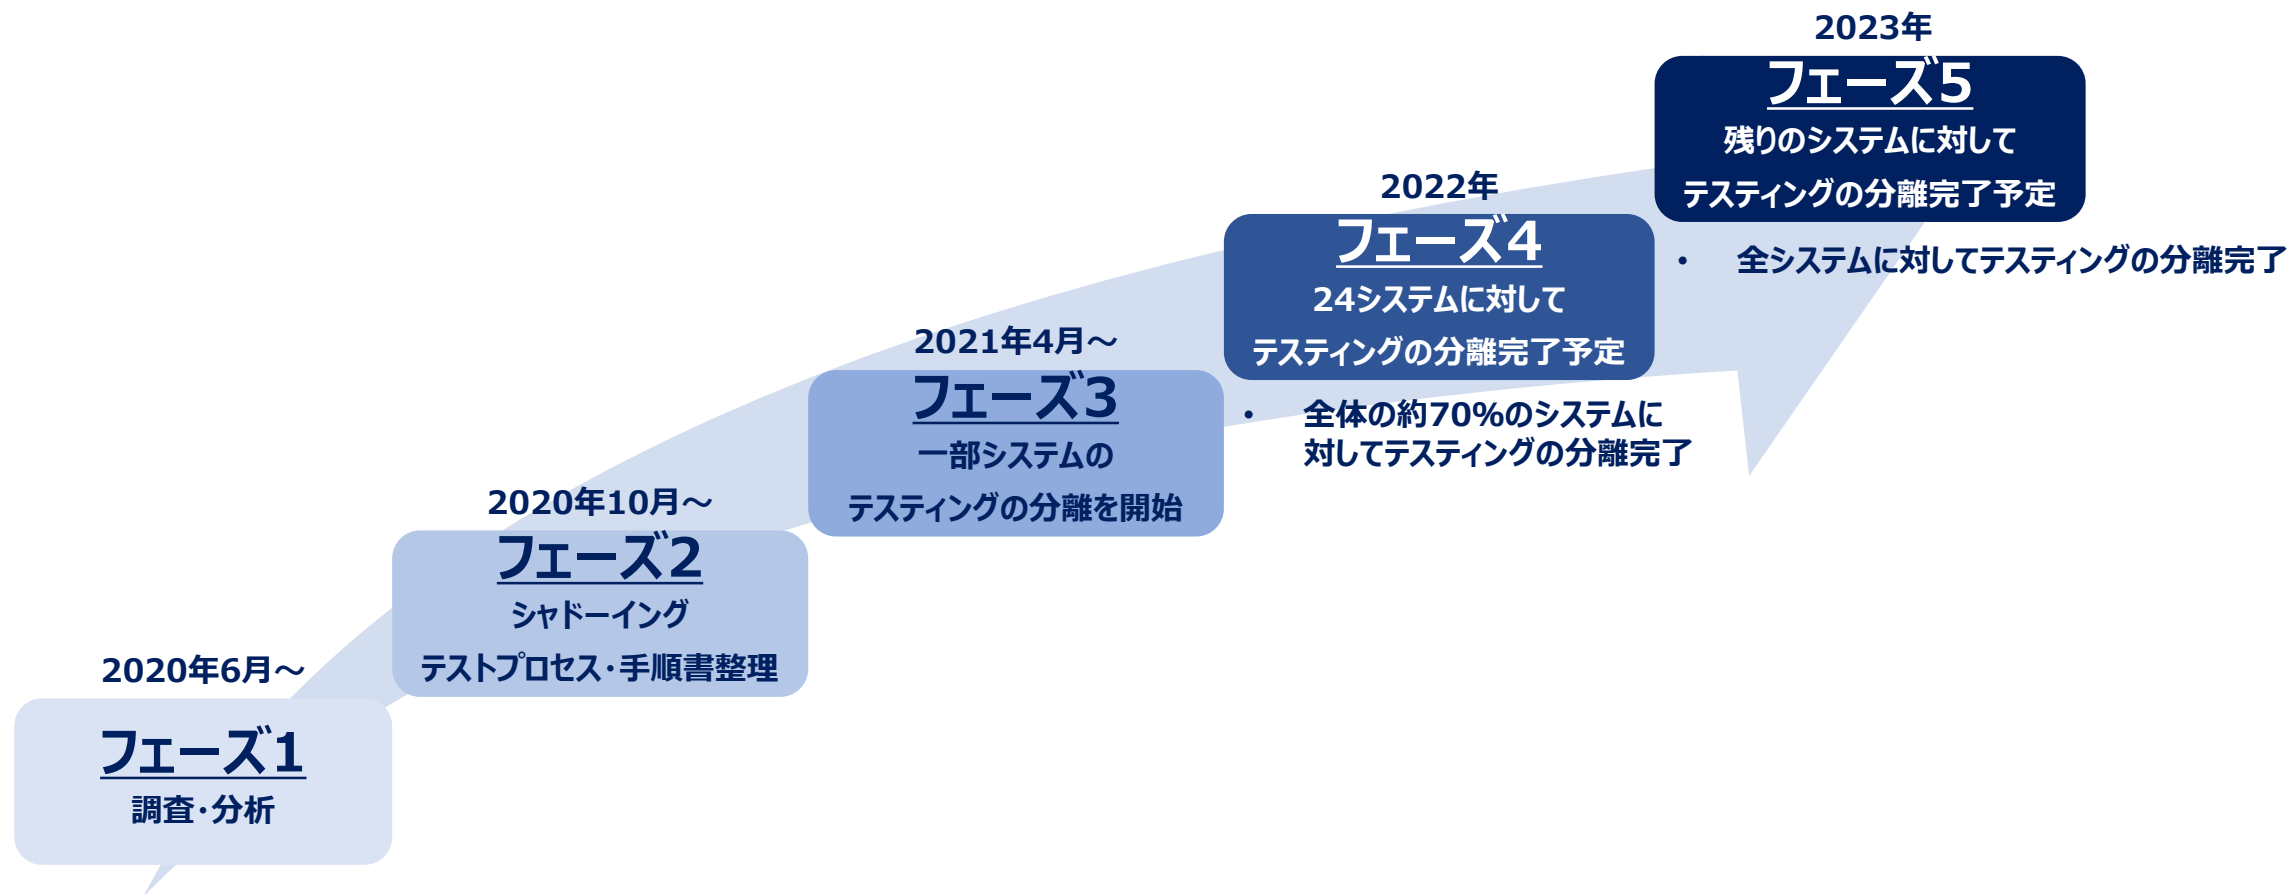 2020年6月～
フェーズ1
調査・分析
2020年10月～
フェーズ2
シャドーイング
テストプロセス・手順書整理
2021年4月～
フェーズ3
一部システムの
テスティングの分離を開始
2022年
フェーズ4
24システムに対して
テスティングの分離完了予定
• 全体の約70%のシステムに
対してテスティングの分離完了
2023年
フェーズ5
残りのシステムに対して
テスティングの分離完了予定
• 全システムに対してテスティングの分離完了